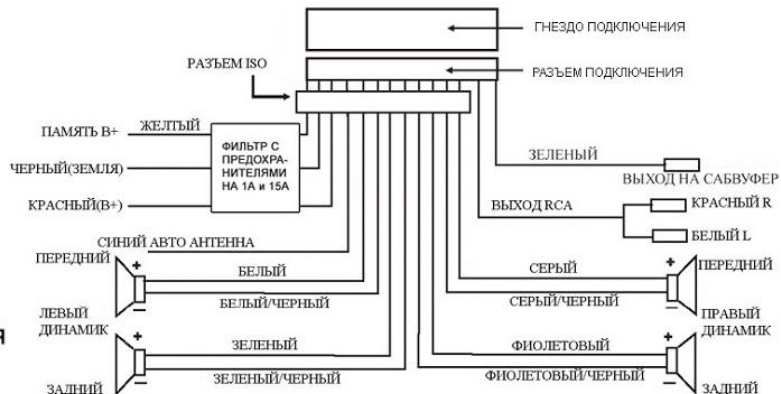 ГНЕЗДО ПОДКЛЮЧЕНИЯ
РАЗЪЕМ ISO
РАЗЪЕМ ПОДКЛЮЧЕНИЯ
ПАМЯТЬ В+
ЖЕЛТЫЙ
ЧЕРНЫЙ(ЗЕМЛЯ)
КРАСНЫЙ(В+)
ФИЛЬТР С
ПРЕДОХРА-
НИТЕЛЯМИ
НА 1А и 15А
ЗЕЛЕНЫЙ
ВЫХОД НА САБВУФЕР
ВЫХОД RCA
КРАСНЫЙ R
БЕЛЫЙ L
СИНИЙ АВТО АНТЕННА
ПЕРЕДНИЙ
+
БЕЛЫЙ
БЕЛЫЙ/ЧЕРНЫЙ
–
ЛЕВЫЙ
ДИНАМИК
+
ЗЕЛЕНЫЙ
ЗЕЛЕНЫЙ/ЧЕРНЫЙ
–
ЗАДНИЙ
СЕРЫЙ
+
ПЕРЕДНИЙ
СЕРЫЙ/ЧЕРНЫЙ
–
ПРАВЫЙ
ДИНАМИК
ФИОЛЕТОВЫЙ
+
ФИОЛЕТОВЫЙ/ЧЕРНЫЙ
–
ЗАДНИЙ
Я